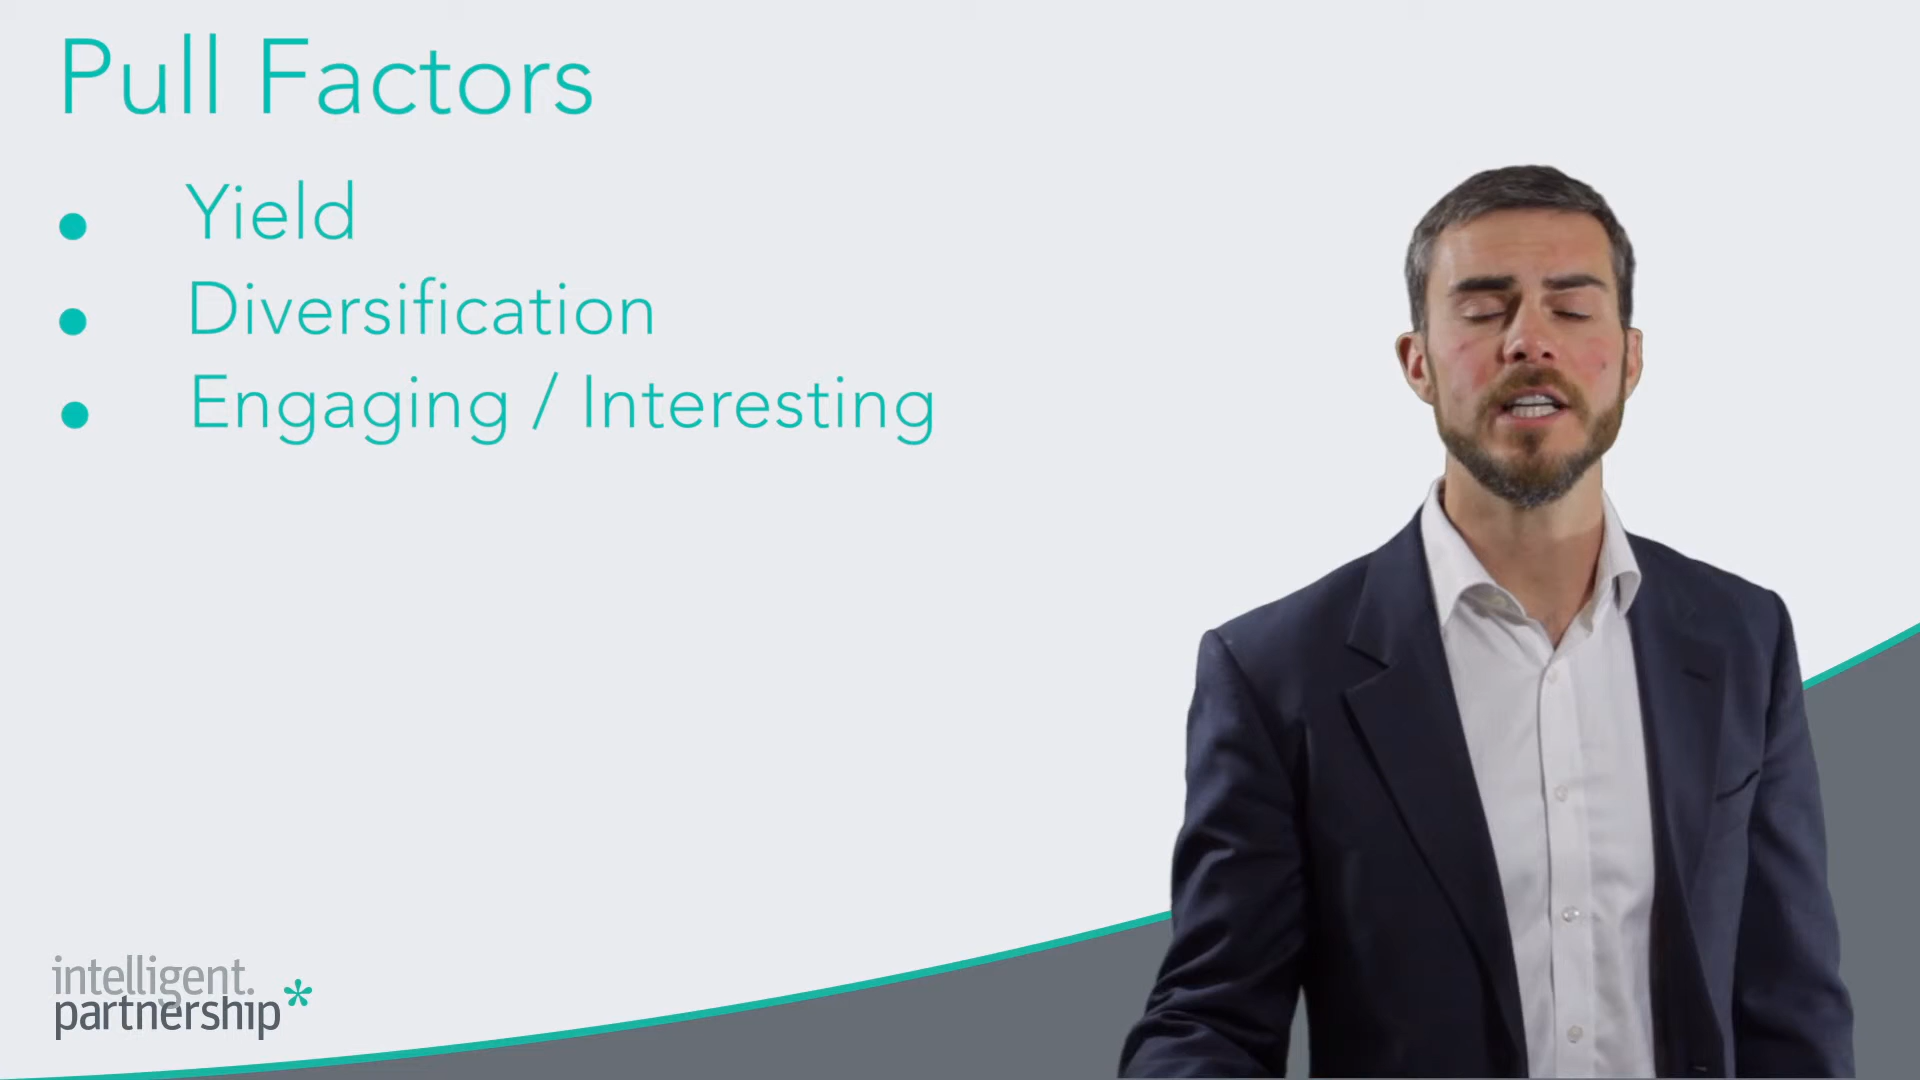 Pull Factors
• Yield
• Diversification
• Engaging / Interesting
intelligent.
partnership*